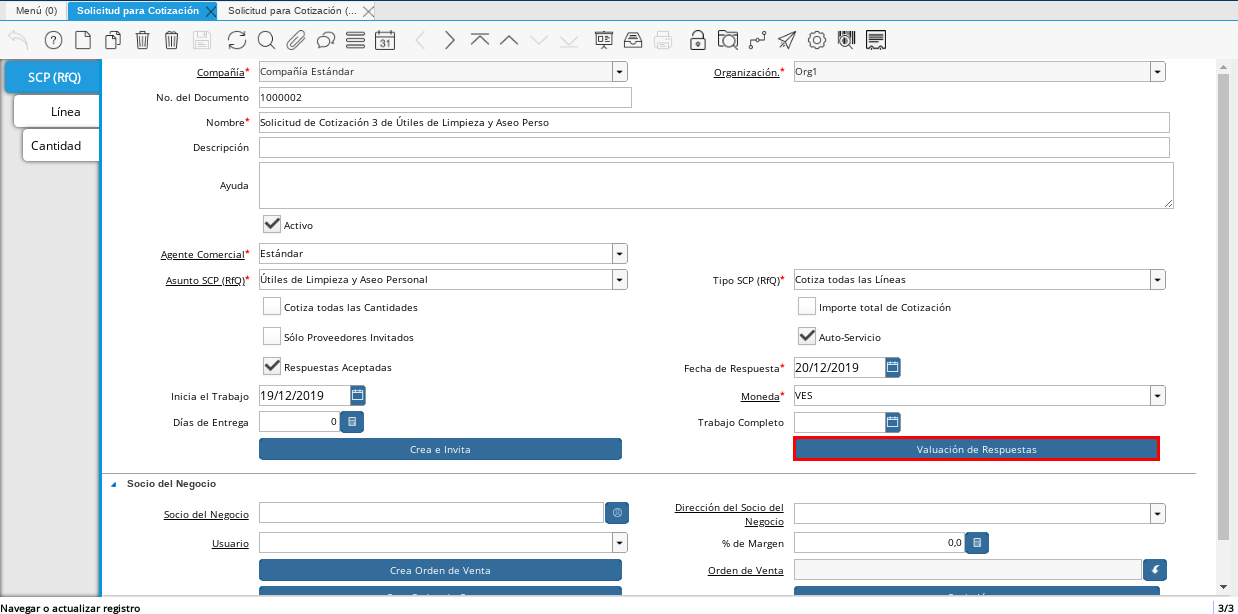 Menú (0) Solicitud para Cotización Solicitud para Cotización (...
31
SCP (RfQ)
Línea
Cantidad
Compañía* Compañía Estándar Organización.* Org1
No. del Documento 1000002
Nombre* Solicitud de Cotización 3 de Útiles de Limpieza y Aseo Perso
Descripción
Ayuda
Activo
Agente Comercial* Estándar
Asunto SCP (RfQ)* Útiles de Limpieza y Aseo Personal Tipo SCP (RfQ)* Cotiza todas las Líneas
Cotiza todas las Cantidades Importe total de Cotización
Sólo Proveedores Invitados Auto-Servicio
Respuestas Aceptadas Fecha de Respuesta* 20/12/2019
Inicia el Trabajo 19/12/2019 Moneda* VES
Días de Entrega 0 Trabajo Completo
Crea e Invita Valuación de Respuestas
Socio del Negocio
Socio del Negocio Dirección del Socio del
Negocio
Usuario % de Margen 0,0
Crea Orden de Venta Orden de Venta
Navegar o actualizar registro 3/3